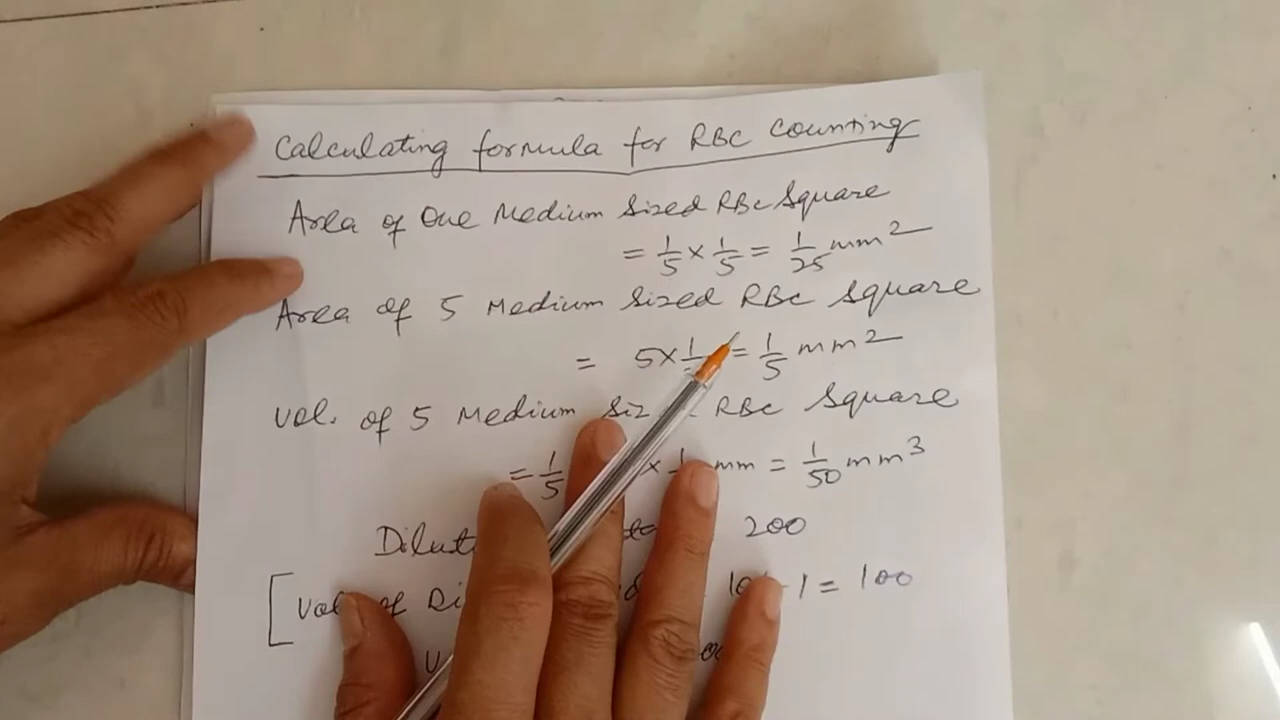 Calculating formula for RBC Counting
Area of One Medium Sized RBC Square
= 1/5 × 1/5 = 1/25 mm²
Area of 5 Medium Sized RBC Square
= 5 × = 1/5 mm²
Vol. of 5 Medium RBC Square
= 1/5 × mm = 1/50 mm³
200
of - 1 = 100